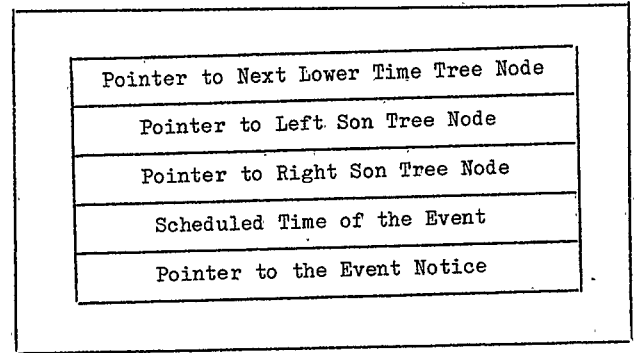 Pointer to Next Lower Time Tree Node
Pointer to Left Son Tree Node
Pointer to Right Son Tree Node
Scheduled Time of the Event
Pointer to the Event Notice